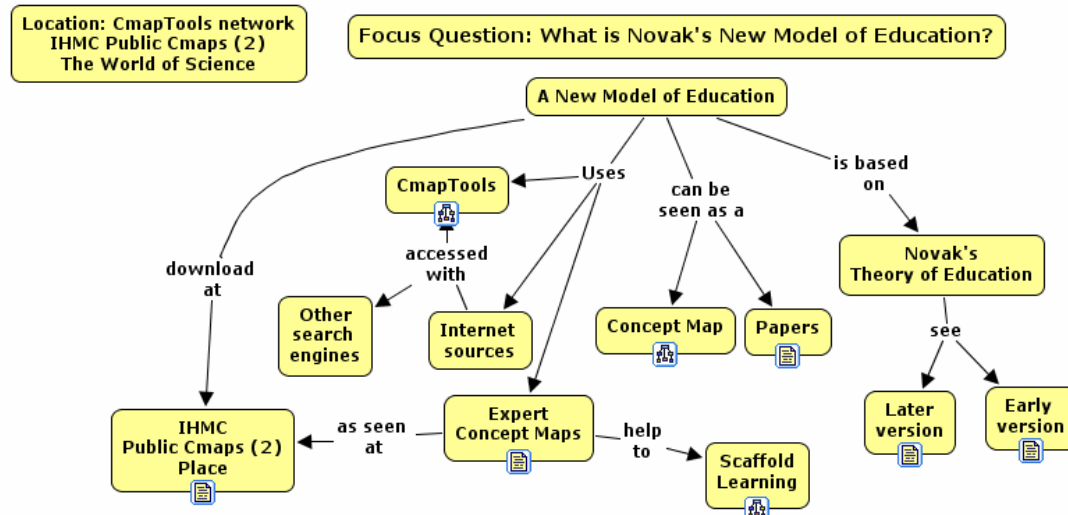 Location: CmapTools network
IHMC Public Cmaps (2)
The World of Science
Focus Question: What is Novak's New Model of Education?
A New Model of Education
Uses
can be
seen as a
is based
on
CmapTools
accessed
with
download
at
Other
search
engines
Internet
sources
Concept Map
Papers
Novak's
Theory of Education
see
Later
version
Early
version
IHMC
Public Cmaps (2)
Place
as seen
at
Expert
Concept Maps
help
to
Scaffold
Learning